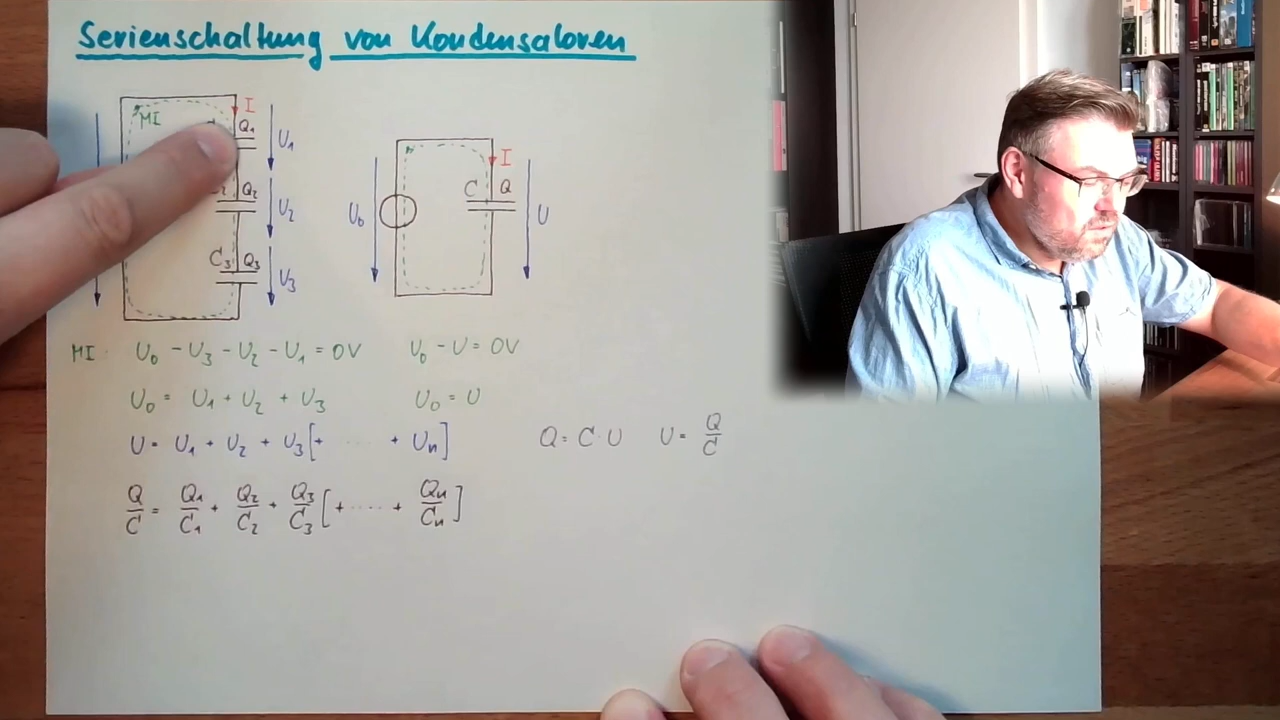 Serienschaltung von Kondensatoren
MI
I
Q₁
U₁
Q₂
U₂
C₃ Q₃
U₃
U₀
I
C Q
U
MI: U₀ - U₃ - U₂ - U₁ = 0V U₀ - U = 0V
U₀ = U₁ + U₂ + U₃ U₀ = U
U = U₁ + U₂ + U₃ [+ ..... + Uₙ] Q = C · U U = Q/C
Q/C = Q₁/C₁ + Q₂/C₂ + Q₃/C₃ [+ ..... + Qₙ/Cₙ]